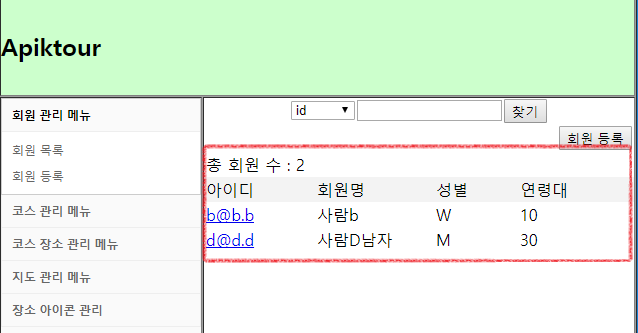 Apiktour
회원 관리 메뉴
회원 목록
회원 등록
코스 관리 메뉴
코스 장소 관리 메뉴
지도 관리 메뉴
장소 아이콘 관리
id 찾기
회원 등록
총 회원 수 : 2
아이디 회원명 성별 연령대
b@b.b 사람b W 10
d@d.d 사람D남자 M 30